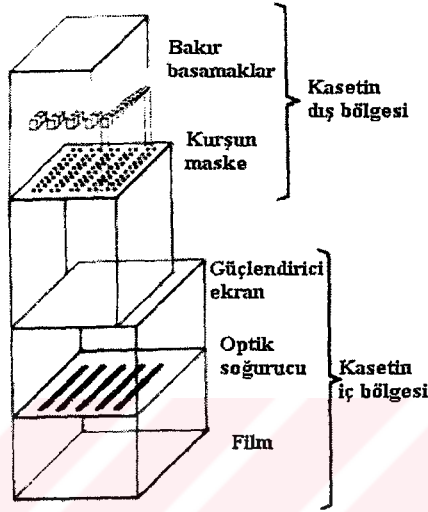 Bakır
basamaklar
Kasetin
dış bölgesi
Kurşun
maske
Güçlendirici
ekran
Optik
soğurucu
Kasetin
iç bölgesi
Film